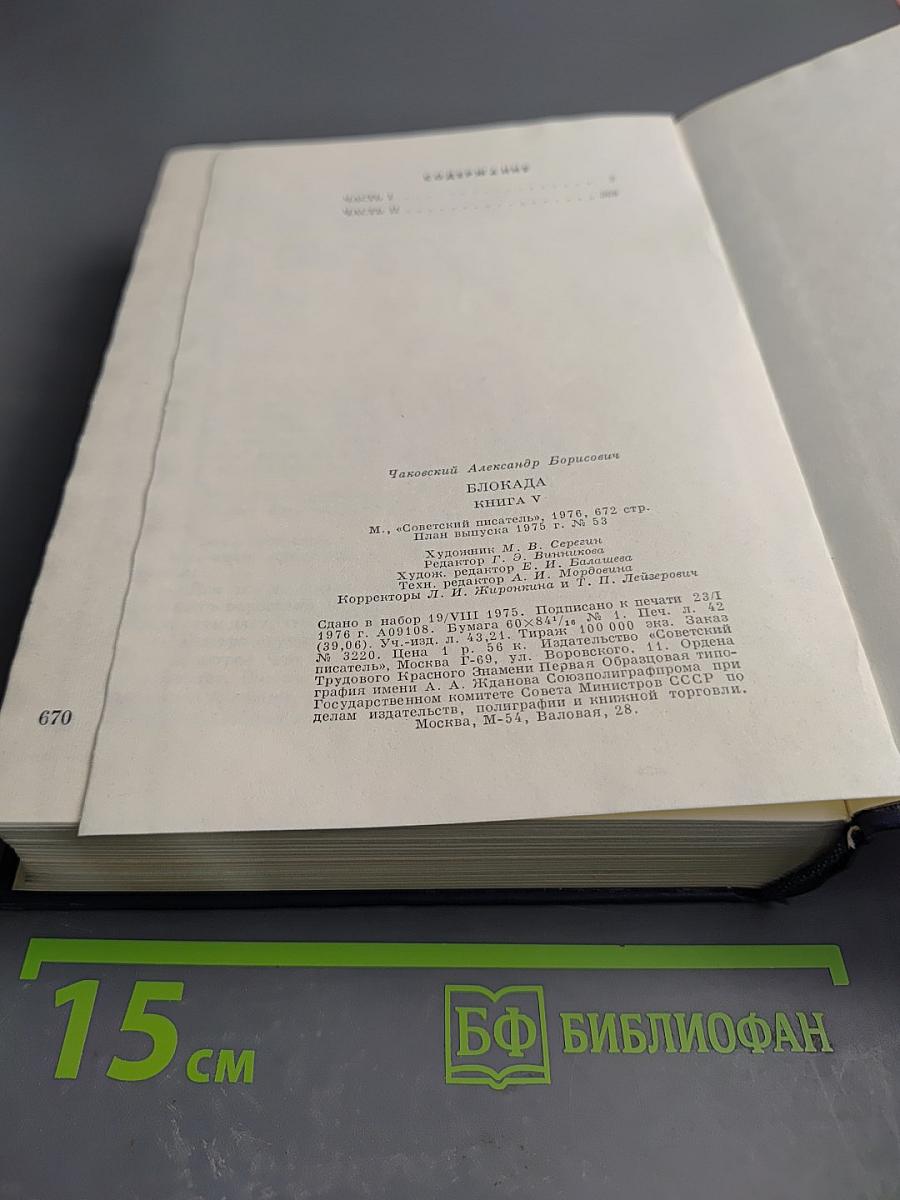 СОДЕРЖАНИЕ
Часть I
Часть II
Чаковский Александр Борисович
БЛОКАДА
КНИГА V
М., «Советский писатель», 1976, 672 стр.
План выпуска 1975 г. № 53
Художник М. В. Серегин
Редактор Г. Э. Винникова
Худож. редактор Е. И. Балашева
Техн. редактор А. И. Мордовина
Корректоры Л. И. Жиронкина и Т. П. Лейзерович
Сдано в набор 19/VIII 1975. Подписано к печати 23/I
1976 г. А09108. Бумага 60×84¹/₁₆ № 1. Печ. л. 42
(39,06). Уч.-изд. л. 43,21. Тираж 100 000 экз. Заказ
№ 3220. Цена 1 р. 56 к. Издательство «Советский
писатель», Москва Г-69, ул. Воровского, 11. Ордена
Трудового Красного Знамени Первая Образцовая типо-
графия имени А. А. Жданова Союзполиграфпрома при
Государственном комитете Совета Министров СССР по
делам издательств, полиграфии и книжной торговли.
Москва, М-54, Валовая, 28.
670
15 см
БФ БИБЛИОФАН